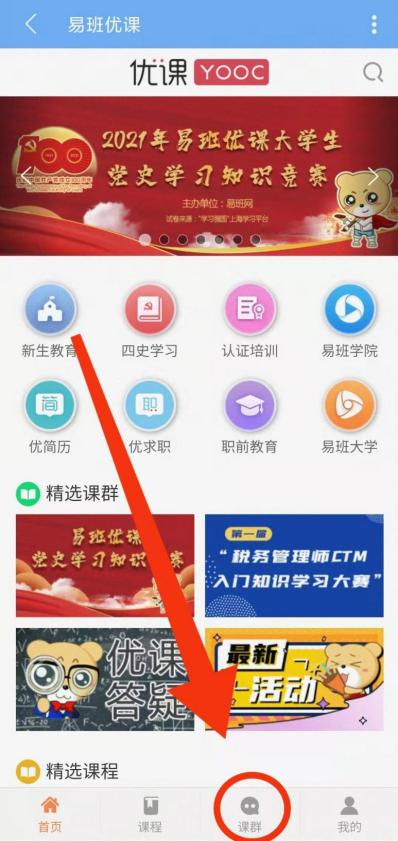 易班优课
优课 YOOC
2021年易班优课大学生
党史学习知识竞赛
主办单位：易班网
试卷来源："学习强国"上海学习平台
新生教育
四史学习
认证培训
易班学院
简
职
优简历
优求职
职前教育
易班大学
精选课群
易班优课
党史学习知识竞赛
第一届
“税务管理师CTM
入门知识学习大赛”
优课
答疑
最新
活动
精选课程
首页
课程
课群
我的